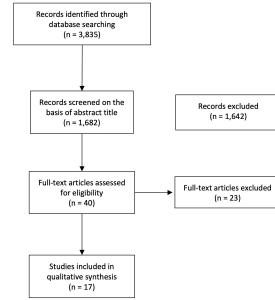 Records identified through
database searching
(n = 3,835)
Records screened on the
basis of abstract title
(n = 1,682)
Records excluded
(n = 1,642)
Full-text articles assessed
for eligibility
(n = 40)
Full-text articles excluded
(n = 23)
Studies included in
qualitative synthesis
(n = 17)